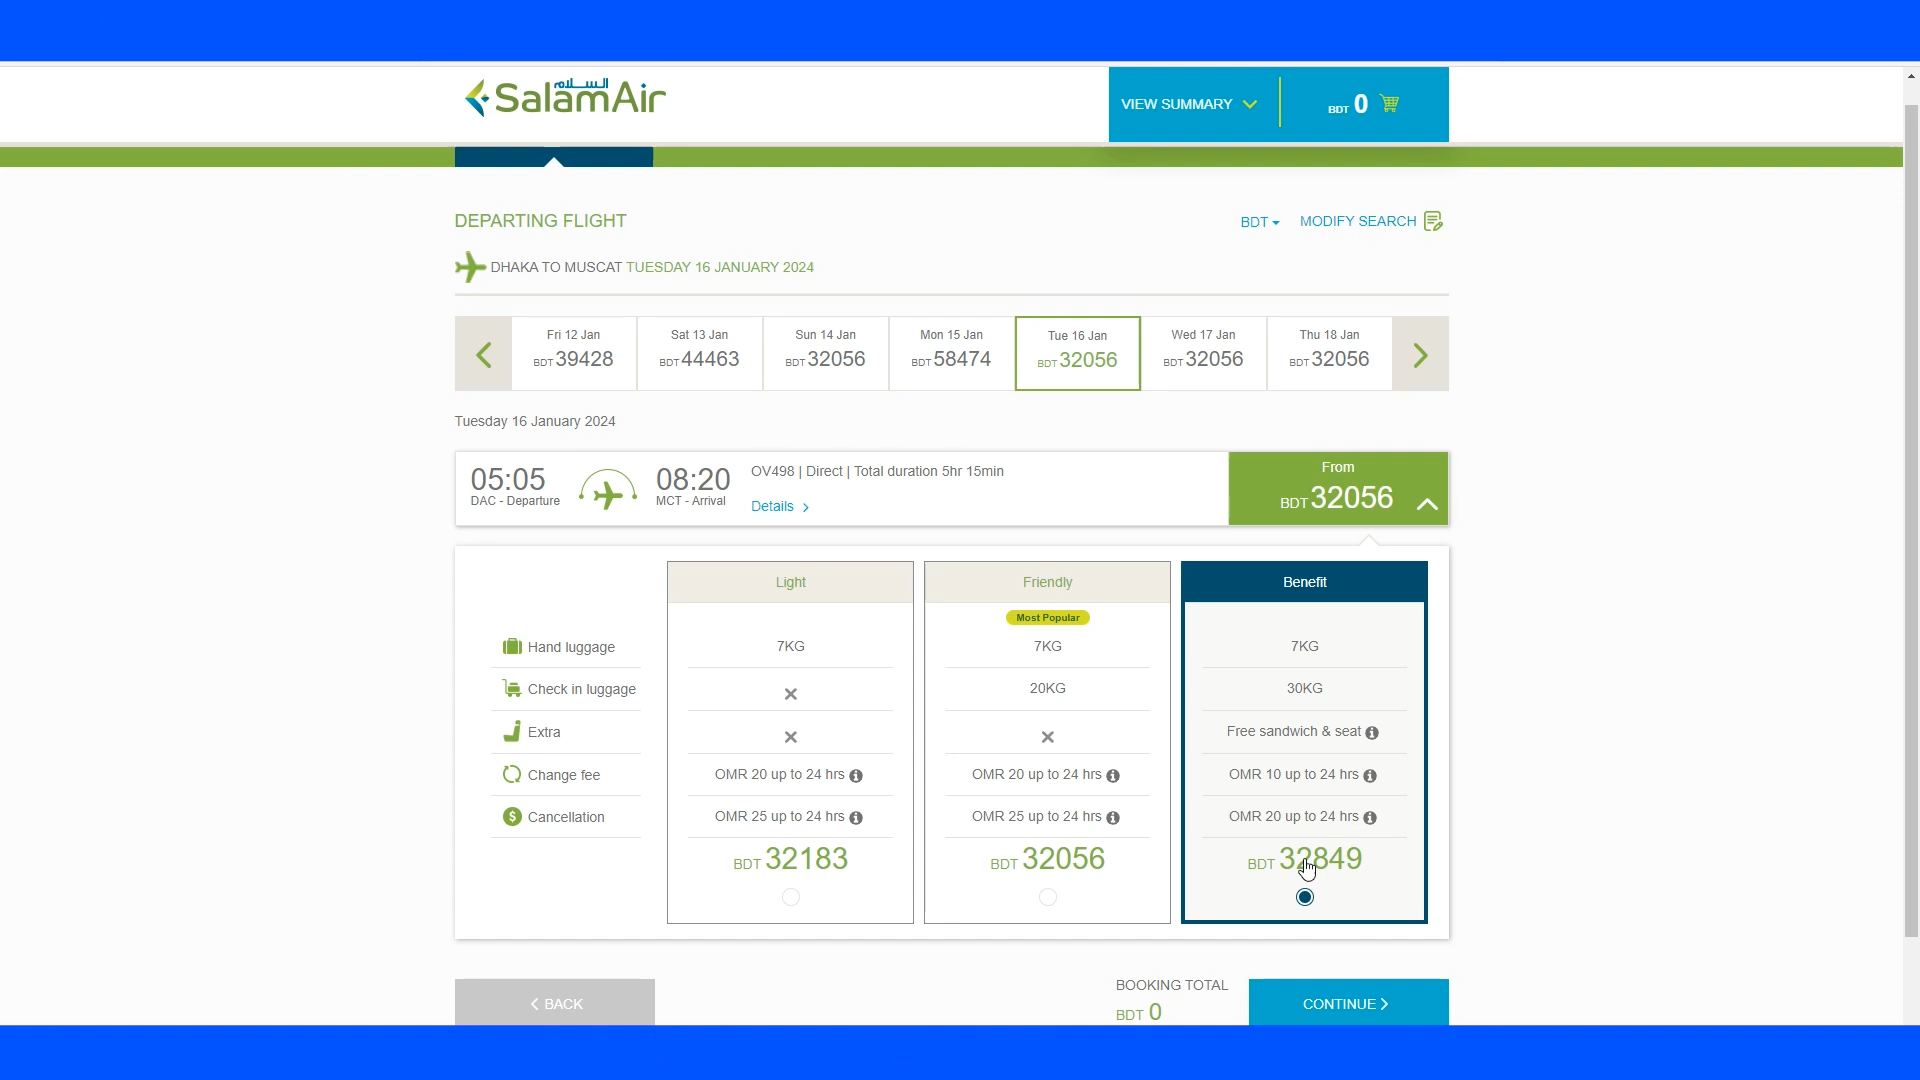 السلام
SalamAir
VIEW SUMMARY
BDT 0
DEPARTING FLIGHT
BDT
MODIFY SEARCH
DHAKA TO MUSCAT TUESDAY 16 JANUARY 2024
Fri 12 Jan
BDT 39428
Sat 13 Jan
BDT 44463
Sun 14 Jan
BDT 32056
Mon 15 Jan
BDT 58474
Tue 16 Jan
BDT 32056
Wed 17 Jan
BDT 32056
Thu 18 Jan
BDT 32056
Tuesday 16 January 2024
05:05
DAC - Departure
08:20
MCT - Arrival
OV498 | Direct | Total duration 5hr 15min
Details
From
BDT 32056
Light
Friendly
Benefit
Most Popular
Hand luggage
7KG
7KG
7KG
Check in luggage
20KG
30KG
Extra
Free sandwich & seat
Change fee
OMR 20 up to 24 hrs
OMR 20 up to 24 hrs
OMR 10 up to 24 hrs
Cancellation
OMR 25 up to 24 hrs
OMR 25 up to 24 hrs
OMR 20 up to 24 hrs
BDT 32183
BDT 32056
BDT 32849
BACK
BOOKING TOTAL
BDT 0
CONTINUE